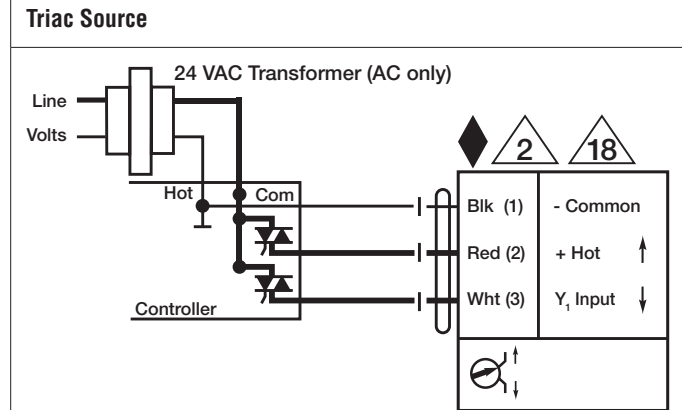 Triac Source
24 VAC Transformer (AC only)
Line
Volts
2
18
Hot
Com
Blk (1)
- Common
Red (2)
+ Hot
Wht (3)
Y₁ Input
Controller